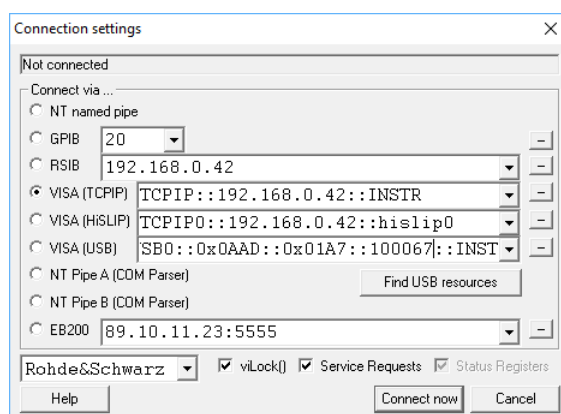 Connection settings
Not connected
Connect via ...
NT named pipe
GPIB 20
RSIB 192.168.0.42
VISA (TCPIP) TCPIP::192.168.0.42::INSTR
VISA (HiSLIP) TCPIP0::192.168.0.42::hislip0
VISA (USB) SB0::0x0AAD::0x01A7::100067::INST
NT Pipe A (COM Parser)
Find USB resources
NT Pipe B (COM Parser)
EB200 89.10.11.23:5555
Rohde&Schwarz viLock() Service Requests Status Registers
Help Connect now Cancel